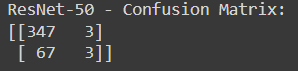 ResNet-50 - Confusion Matrix:
[[347   3]
 [ 67   3]]